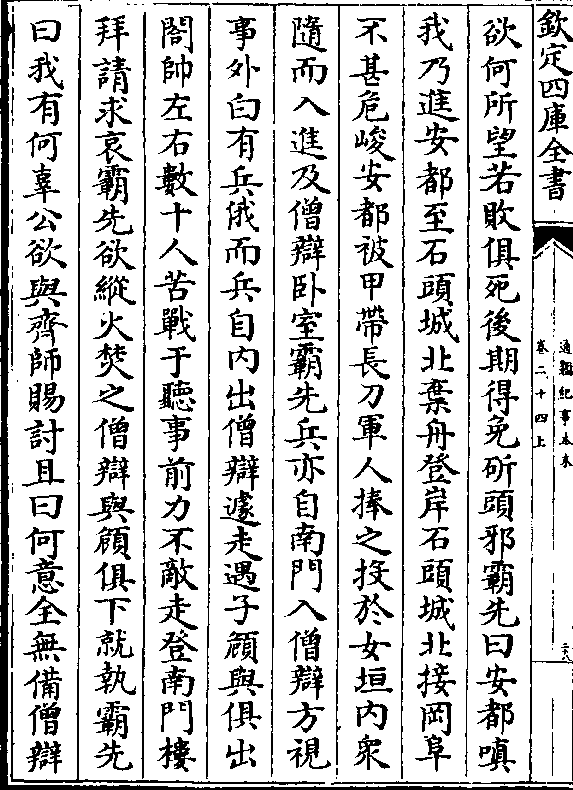 欽定四庫全書
通鑑紀事本末
卷二十四上
欲何所望若敗俱死後期得免斫頭邪霸先曰安都嗔
我乃進安都至石頭城北棄舟登岸石頭城北接岡阜
不甚危峻安都被甲帶長刀軍人捧之投於女垣内衆
隨而入進及僧辯卧室霸先兵亦自南門入僧辯方視
事外白有兵俄而兵自内出僧辯遽走遇子頠與俱出
閤帥左右數十人苦戰于聽事前力不敵走登南門樓
拜請求哀霸先欲縱火焚之僧辯與頠俱下就執霸先
曰我有何辜公欲與齊師賜討且曰何意全無備僧辯